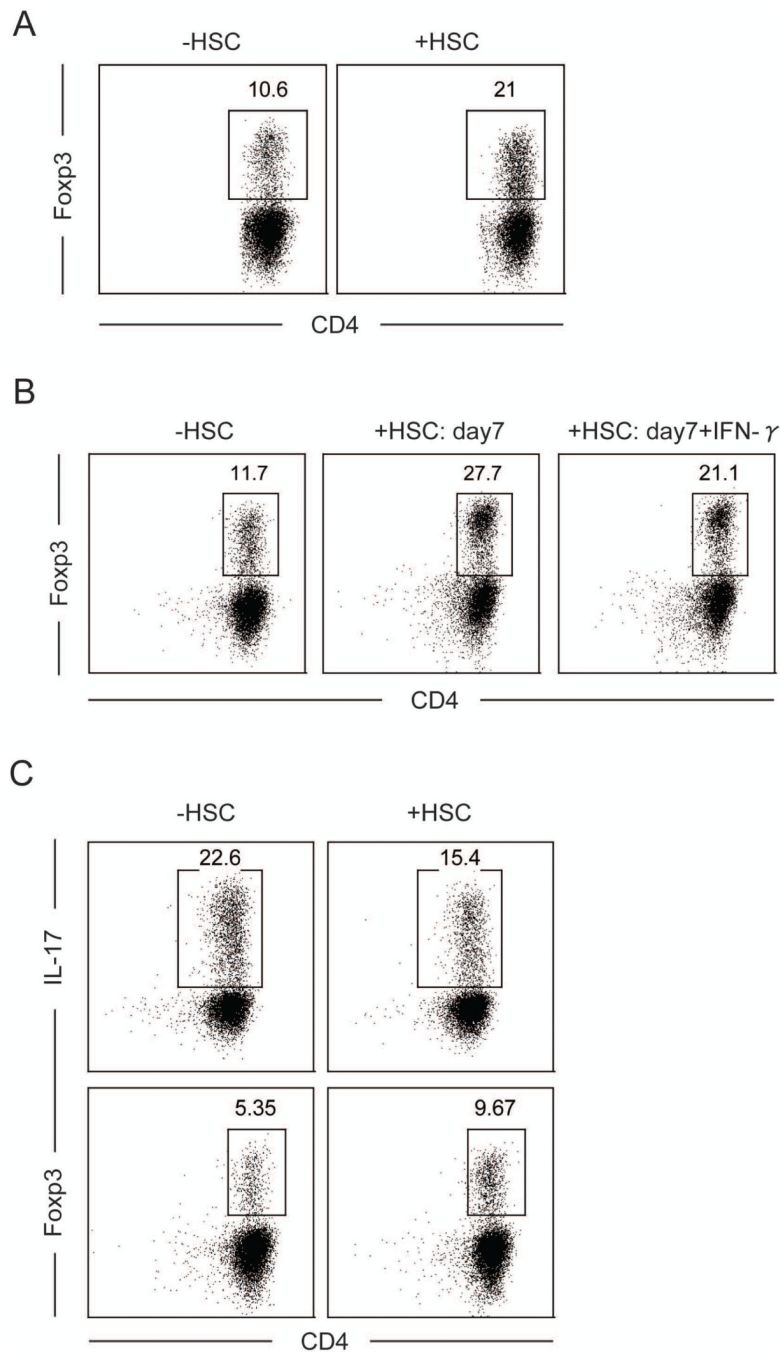 A
-HSC +HSC
10.6 21
Foxp3
CD4
B
-HSC +HSC: day7 +HSC: day7+IFN-γ
11.7 27.7 21.1
Foxp3
CD4
C
-HSC +HSC
22.6 15.4
IL-17
5.35 9.67
Foxp3
CD4